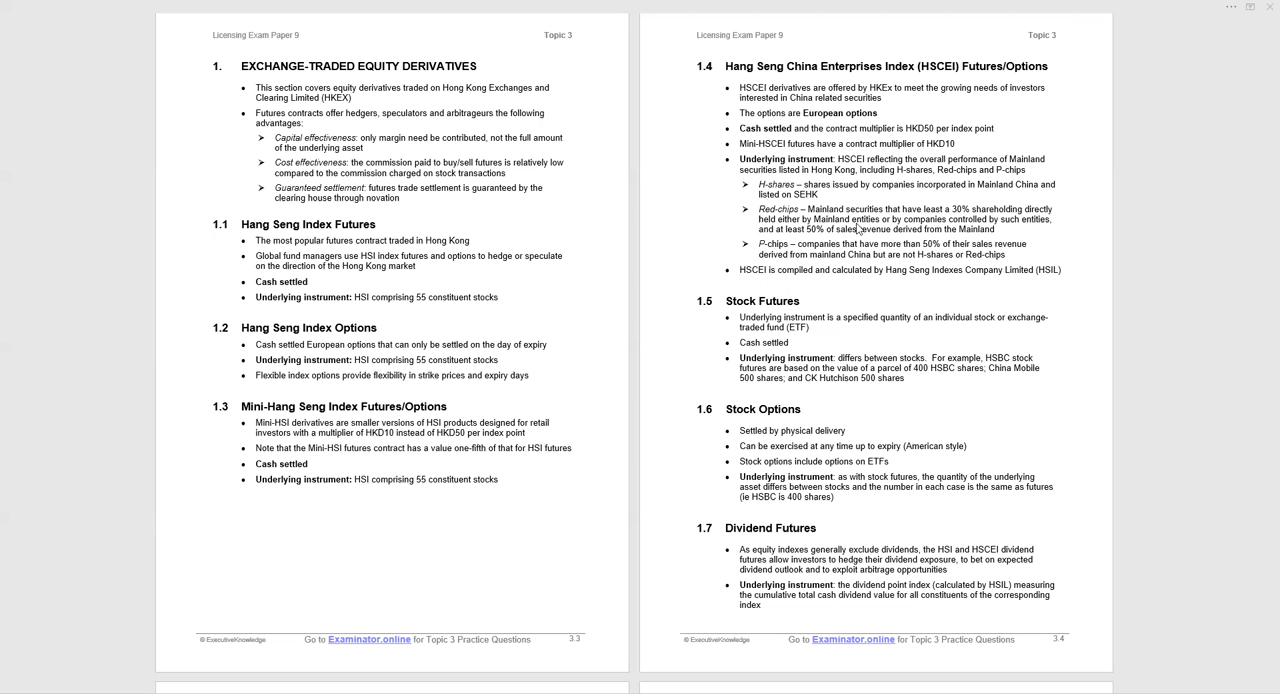 Licensing Exam Paper 9 Topic 3
1. EXCHANGE-TRADED EQUITY DERIVATIVES
• This section covers equity derivatives traded on Hong Kong Exchanges and
Clearing Limited (HKEX)
• Futures contracts offer hedgers, speculators and arbitrageurs the following
advantages:
➢ Capital effectiveness: only margin need be contributed, not the full amount
of the underlying asset
➢ Cost effectiveness: the commission paid to buy/sell futures is relatively low
compared to the commission charged on stock transactions
➢ Guaranteed settlement: futures trade settlement is guaranteed by the
clearing house through novation
1.1 Hang Seng Index Futures
• The most popular futures contract traded in Hong Kong
• Global fund managers use HSI index futures and options to hedge or speculate
on the direction of the Hong Kong market
• Cash settled
• Underlying instrument: HSI comprising 55 constituent stocks
1.2 Hang Seng Index Options
• Cash settled European options that can only be settled on the day of expiry
• Underlying instrument: HSI comprising 55 constituent stocks
• Flexible index options provide flexibility in strike prices and expiry days
1.3 Mini-Hang Seng Index Futures/Options
• Mini-HSI derivatives are smaller versions of HSI products designed for retail
investors with a multiplier of HKD10 instead of HKD50 per index point
• Note that the Mini-HSI futures contract has a value one-fifth of that for HSI futures
• Cash settled
• Underlying instrument: HSI comprising 55 constituent stocks
© ExecutiveKnowledge Go to Examinator.online for Topic 3 Practice Questions 3.3
Licensing Exam Paper 9 Topic 3
1.4 Hang Seng China Enterprises Index (HSCEI) Futures/Options
• HSCEI derivatives are offered by HKEx to meet the growing needs of investors
interested in China related securities
• The options are European options
• Cash settled and the contract multiplier is HKD50 per index point
• Mini-HSCEI futures have a contract multiplier of HKD10
• Underlying instrument: HSCEI reflecting the overall performance of Mainland
securities listed in Hong Kong, including H-shares, Red-chips and P-chips
➢ H-shares – shares issued by companies incorporated in Mainland China and
listed on SEHK
➢ Red-chips – Mainland securities that have least a 30% shareholding directly
held either by Mainland entities or by companies controlled by such entities,
and at least 50% of sales revenue derived from the Mainland
➢ P-chips – companies that have more than 50% of their sales revenue
derived from mainland China but are not H-shares or Red-chips
• HSCEI is compiled and calculated by Hang Seng Indexes Company Limited (HSIL)
1.5 Stock Futures
• Underlying instrument is a specified quantity of an individual stock or exchange-
traded fund (ETF)
• Cash settled
• Underlying instrument: differs between stocks. For example, HSBC stock
futures are based on the value of a parcel of 400 HSBC shares; China Mobile
500 shares; and CK Hutchison 500 shares
1.6 Stock Options
• Settled by physical delivery
• Can be exercised at any time up to expiry (American style)
• Stock options include options on ETFs
• Underlying instrument: as with stock futures, the quantity of the underlying
asset differs between stocks and the number in each case is the same as futures
(ie HSBC is 400 shares)
1.7 Dividend Futures
• As equity indexes generally exclude dividends, the HSI and HSCEI dividend
futures allow investors to hedge their dividend exposure, to bet on expected
dividend outlook and to exploit arbitrage opportunities
• Underlying instrument: the dividend point index (calculated by HSIL) measuring
the cumulative total cash dividend value for all constituents of the corresponding
index
© ExecutiveKnowledge Go to Examinator.online for Topic 3 Practice Questions 3.4